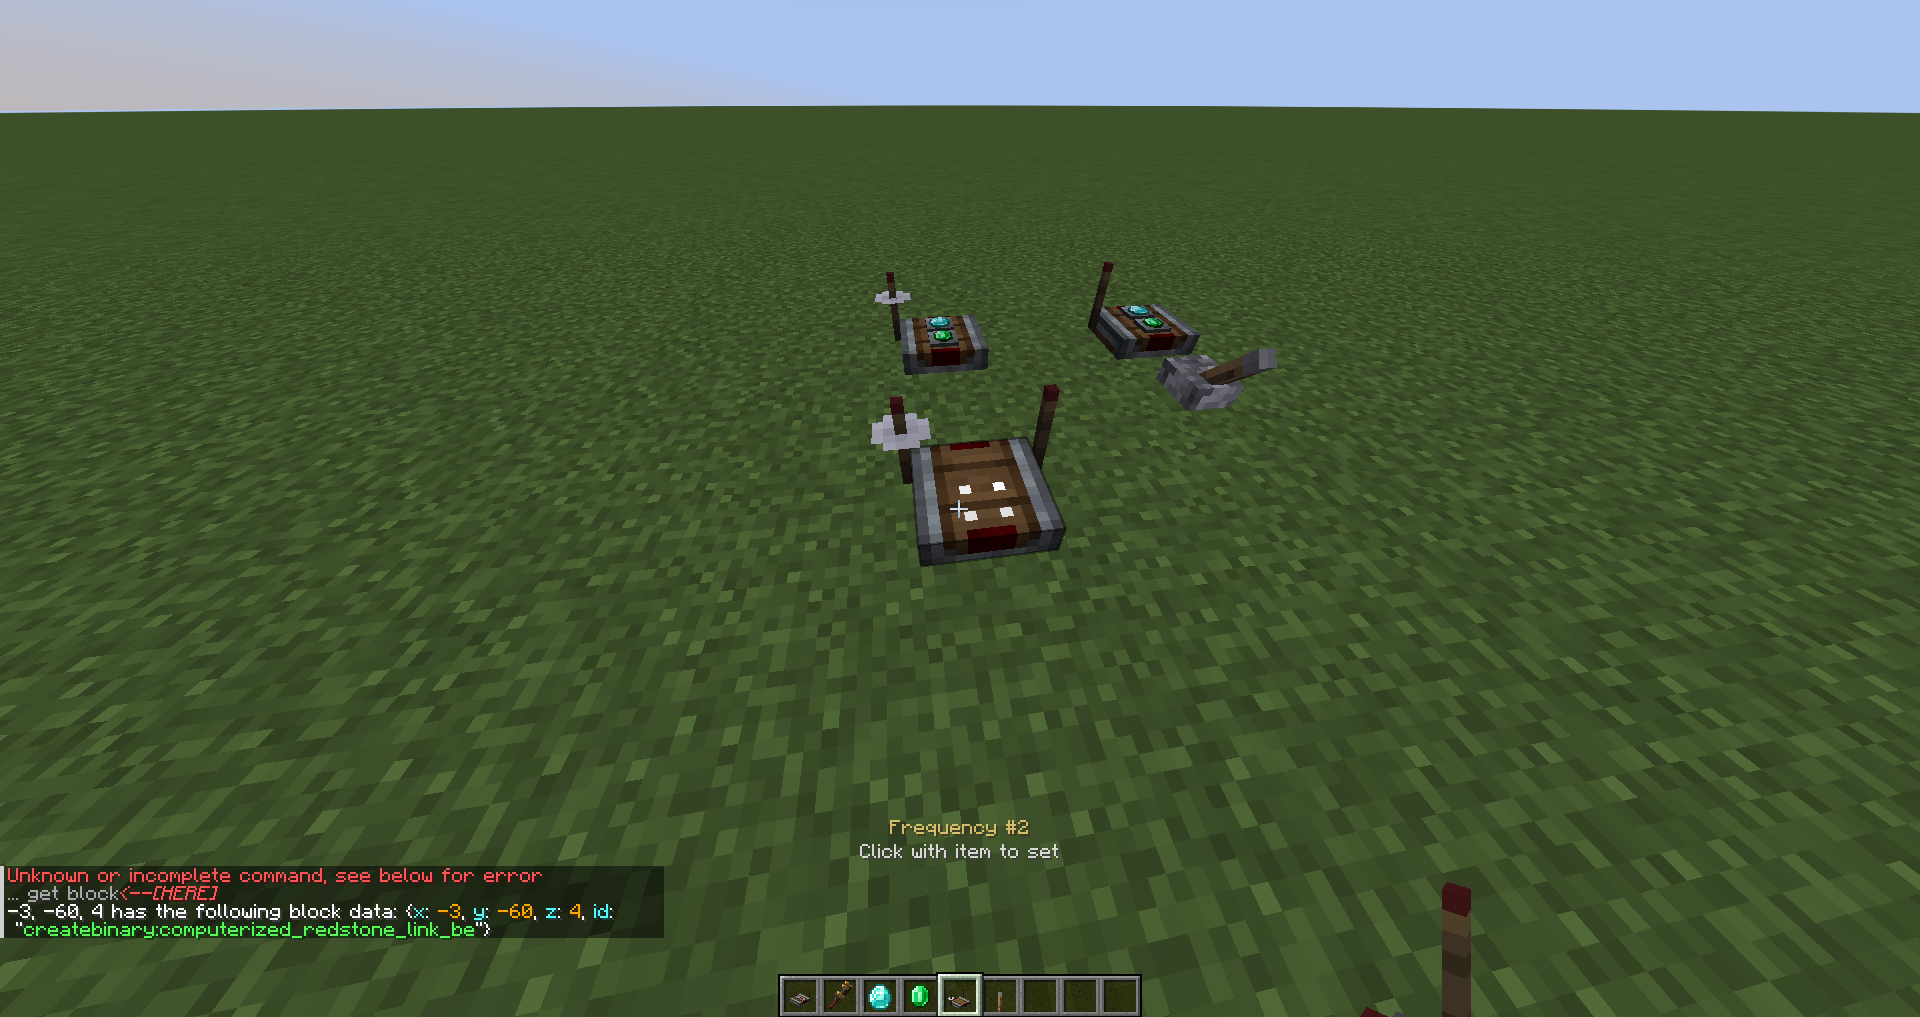 Frequency #2
Click with item to set
Unknown or incomplete command, see below for error
... get block<--[HERE]
-3, -60, 4 has the following block data: {x: -3, y: -60, z: 4, id:
"createbinary:computerized_redstone_link_be"}